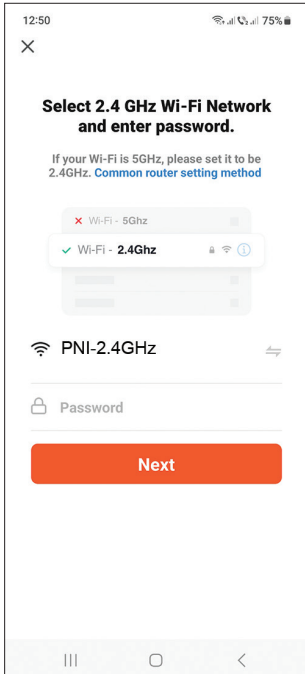 12:50
75%
Select 2.4 GHz Wi-Fi Network
and enter password.
If your Wi-Fi is 5GHz, please set it to be
2.4GHz. Common router setting method
Wi-Fi - 5Ghz
Wi-Fi - 2.4Ghz
PNI-2.4GHz
Password
Next